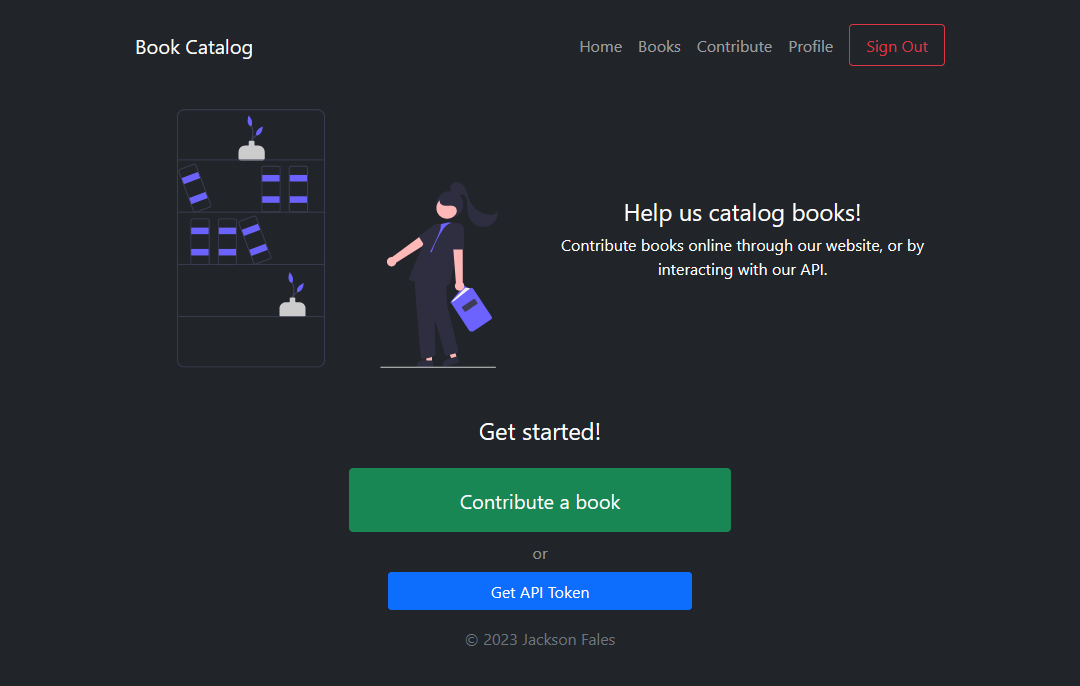 Book Catalog
Home Books Contribute Profile Sign Out
Help us catalog books!
Contribute books online through our website, or by
interacting with our API.
Get started!
Contribute a book
or
Get API Token
© 2023 Jackson Fales